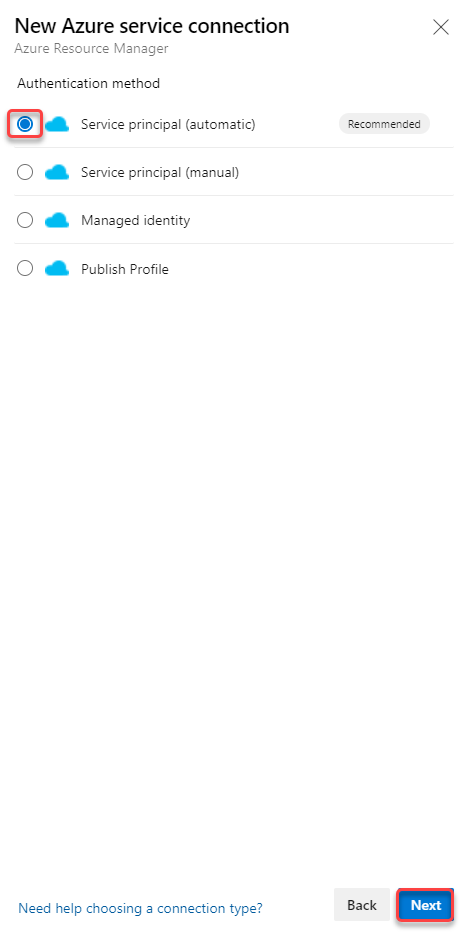 New Azure service connection
Azure Resource Manager
Authentication method
Service principal (automatic) Recommended
Service principal (manual)
Managed identity
Publish Profile
Need help choosing a connection type? Back Next